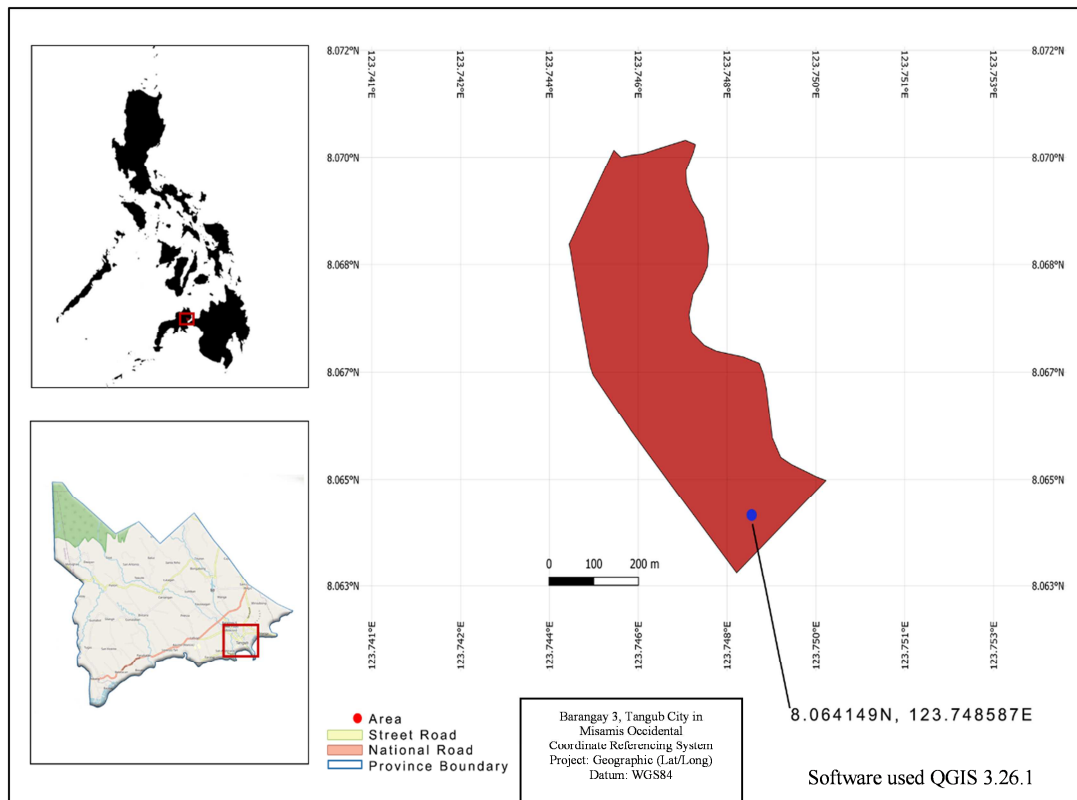 123.741°E
123.742°E
123.744°E
123.746°E
123.748°E
123.750°E
123.751°E
123.753°E
8.072°N
8.072°N
8.070°N
8.070°N
8.068°N
8.068°N
8.067°N
8.067°N
8.065°N
8.065°N
8.063°N
8.063°N
0 100 200 m
123.741°E
123.742°E
123.744°E
123.746°E
123.748°E
123.750°E
123.751°E
123.753°E
8.064149N, 123.748587E
Area
Street Road
National Road
Province Boundary
Barangay 3, Tangub City in
Misamis Occidental
Coordinate Referencing System
Project: Geographic (Lat/Long)
Datum: WGS84
Software used QGIS 3.26.1